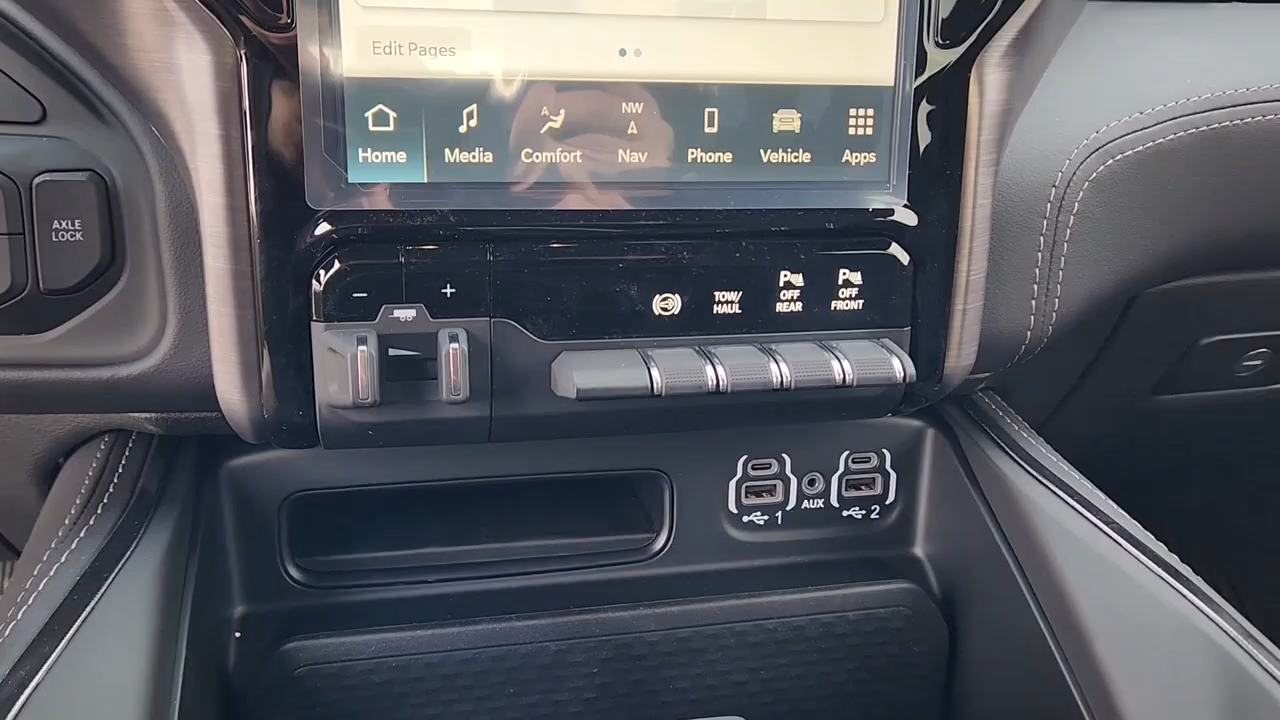 Edit Pages
NW
Home
Media
Comfort
Nav
Phone
Vehicle
Apps
AXLE
LOCK
−
+
TOW/
HAUL
P
OFF
REAR
P
OFF
FRONT
1
AUX
2